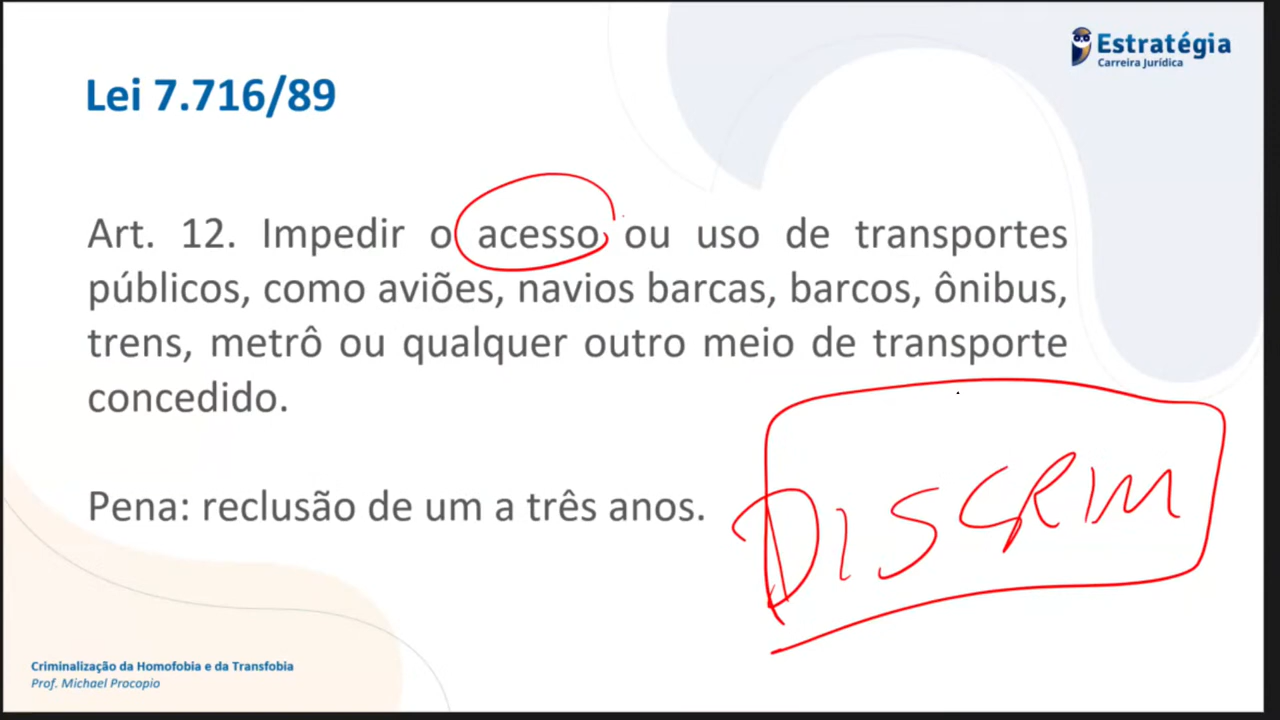 Estratégia
Carreira Jurídica
Lei 7.716/89
Art. 12. Impedir o acesso ou uso de transportes
públicos, como aviões, navios barcas, barcos, ônibus,
trens, metrô ou qualquer outro meio de transporte
concedido.
Pena: reclusão de um a três anos.
DISCRIM
Criminalização da Homofobia e da Transfobia
Prof. Michael Procopio